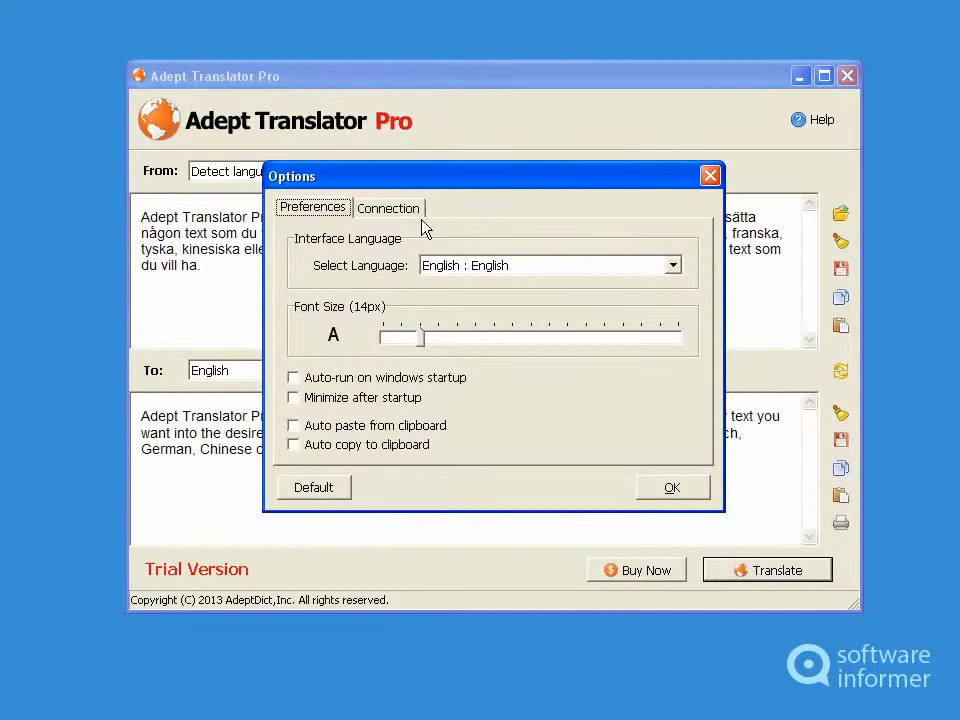 Adept Translator Pro
Adept Translator Pro
Help
From:
Detect langu
Options
Preferences
Connection
Adept Translator P
sätta
någon text som du v
, franska,
tyska, kinesiska elle
text som
du vill ha.
Interface Language
Select Language:
English : English
Font Size (14px)
A
To:
English
Auto-run on windows startup
Minimize after startup
Auto paste from clipboard
Auto copy to clipboard
Adept Translator P
text you
want into the desire
ch,
German, Chinese o
Default
OK
Trial Version
Buy Now
Translate
Copyright (C) 2013 AdeptDict,Inc. All rights reserved.
software
informer